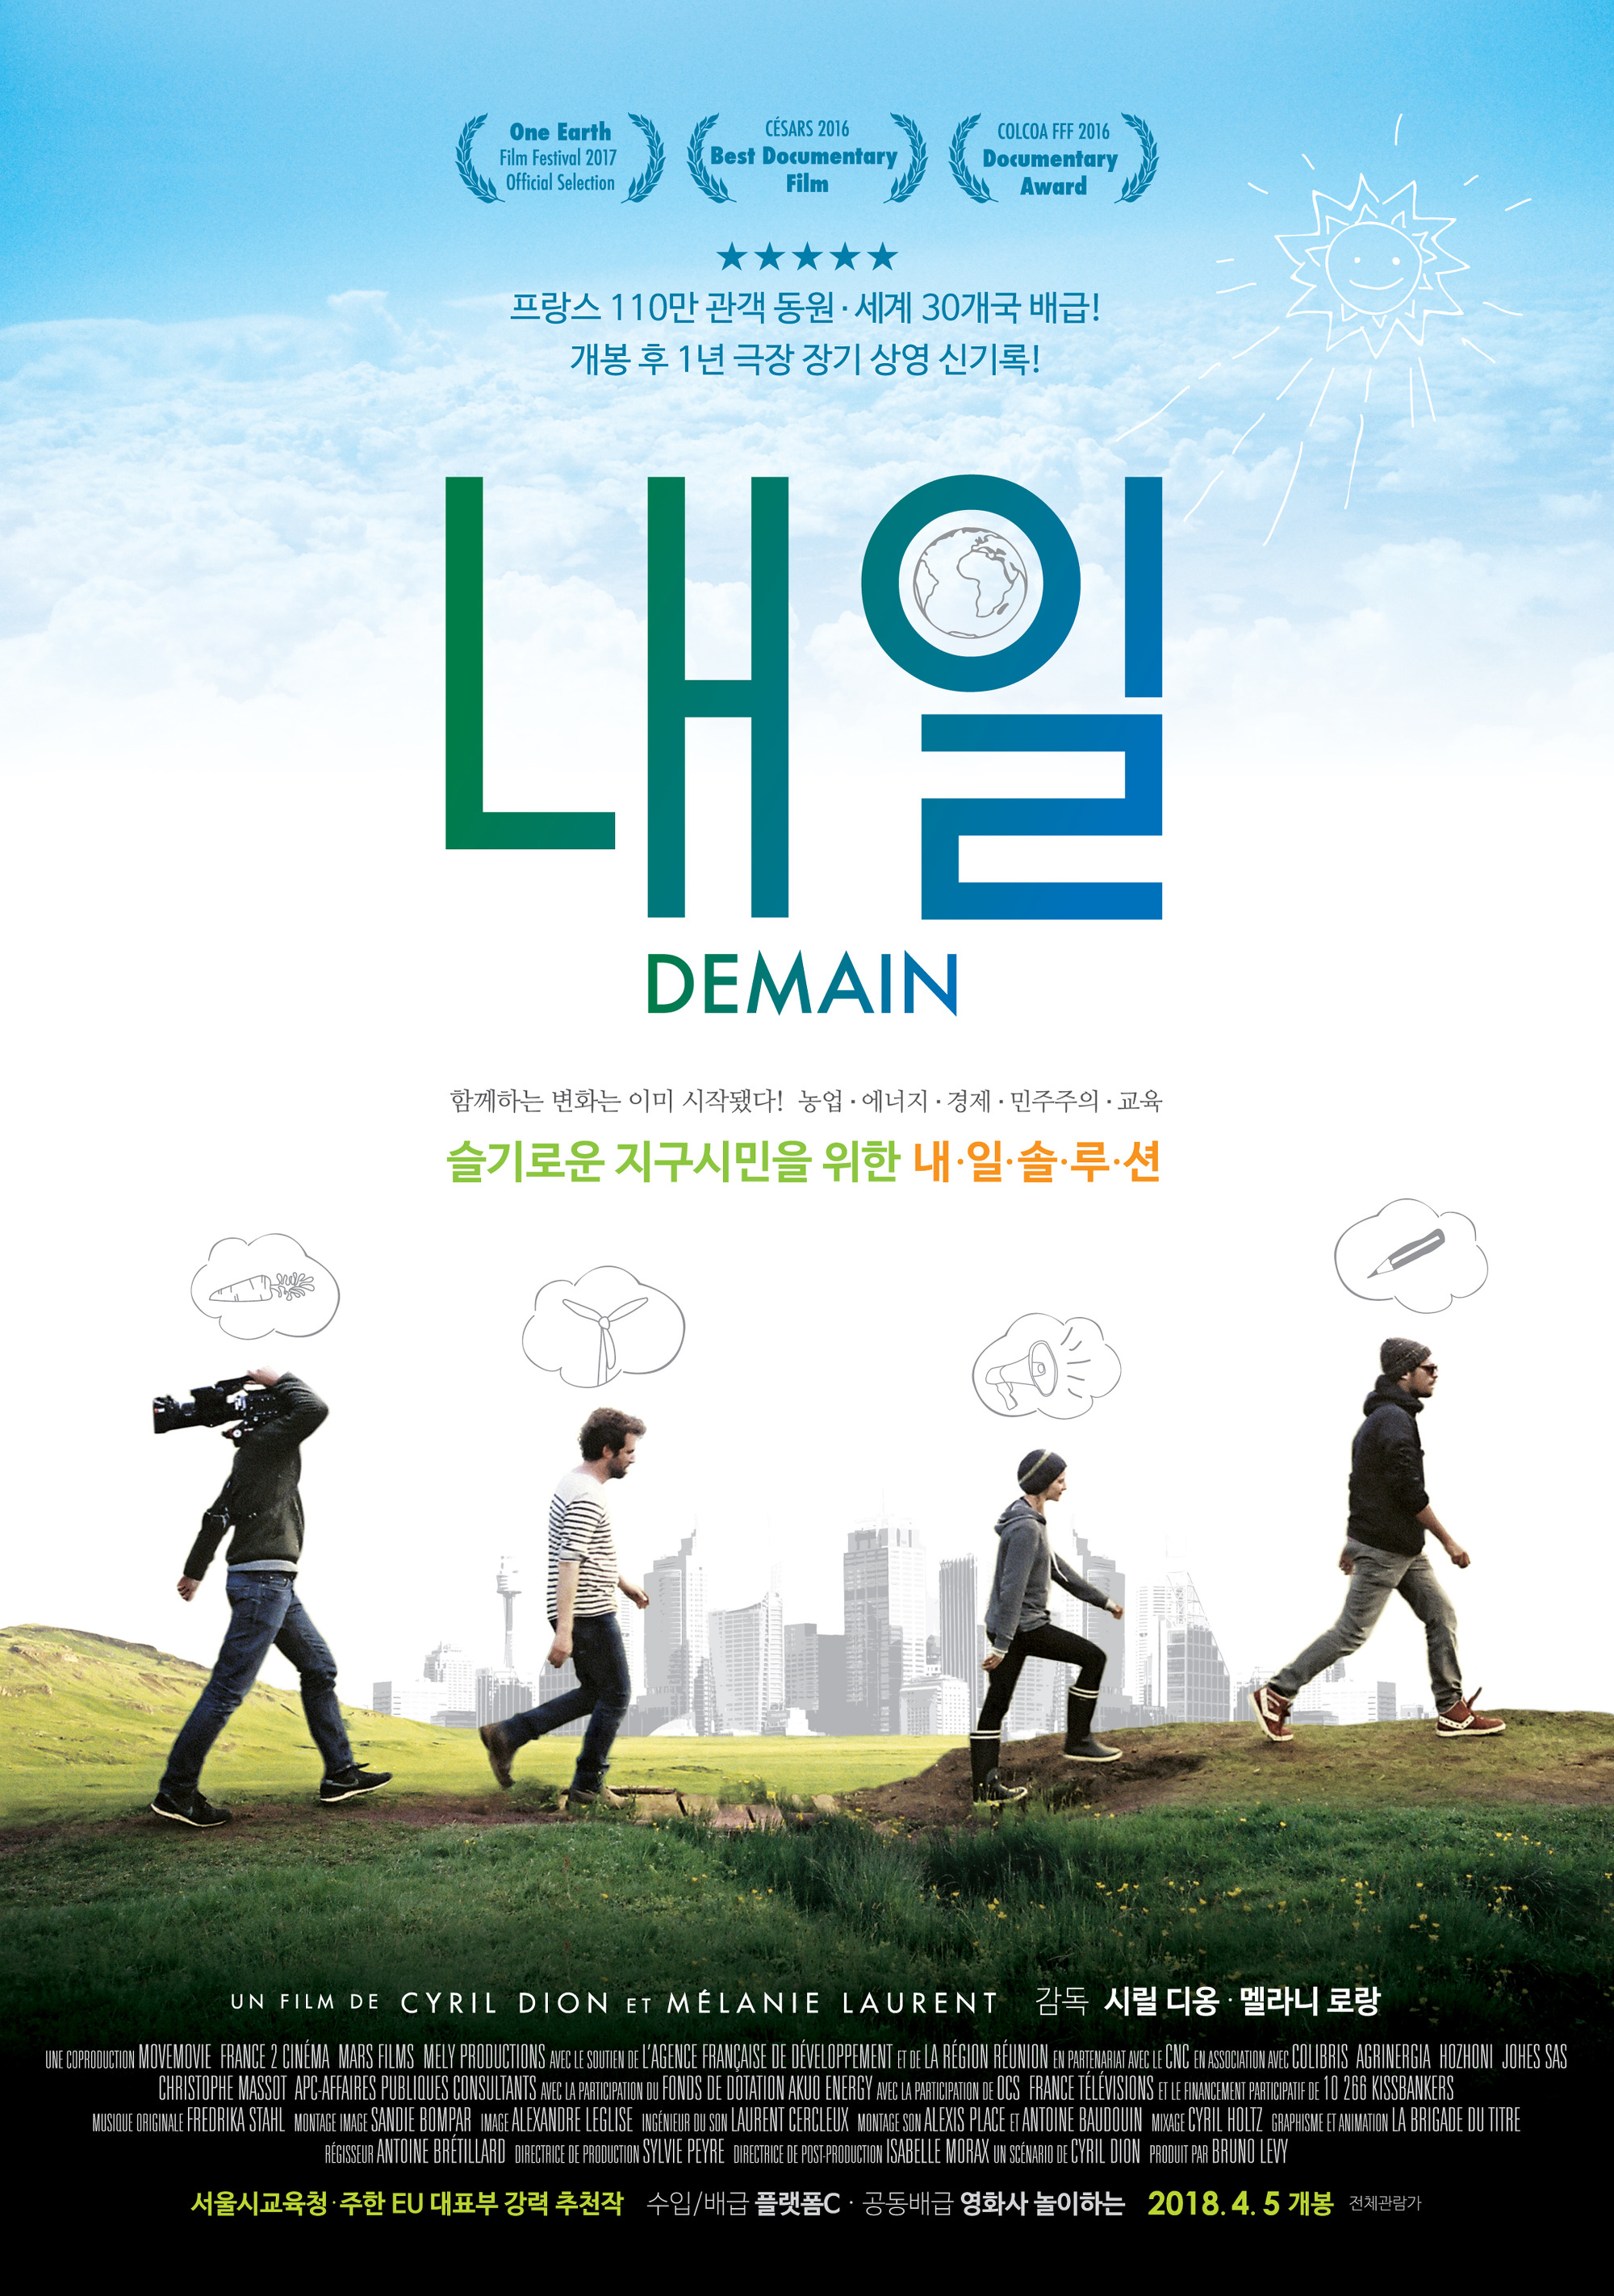 One Earth
Film Festival 2017
Official Selection
CÉSARS 2016
Best Documentary
Film
COLCOA FFF 2016
Documentary
Award
★★★★★
프랑스 110만 관객 동원·세계 30개국 배급!
개봉 후 1년 극장 장기 상영 신기록!
내일
DEMAIN
함께하는 변화는 이미 시작됐다! 농업·에너지·경제·민주주의·교육
슬기로운 지구시민을 위한 내·일·솔·루·션
UN FILM DE CYRIL DION ET MÉLANIE LAURENT 감독 시릴 디옹·멜라니 로랑
UNE COPRODUCTION MOVEMOVIE FRANCE 2 CINÉMA MARS FILMS MELY PRODUCTIONS AVEC LE SOUTIEN DE L'AGENCE FRANÇAISE DE DÉVELOPPEMENT ET DE LA RÉGION RÉUNION EN PARTENARIAT AVEC LE CNC EN ASSOCIATION AVEC COLIBRIS AGRINERGIA HOZHONI JOHES SAS
CHRISTOPHE MASSOT APC-AFFAIRES PUBLIQUES CONSULTANTS AVEC LA PARTICIPATION DU FONDS DE DOTATION AKUO ENERGY AVEC LA PARTICIPATION DE OCS FRANCE TÉLÉVISIONS ET LE FINANCEMENT PARTICIPATIF DE 10 266 KISSBANKERS
MUSIQUE ORIGINALE FREDRIKA STAHL MONTAGE IMAGE SANDIE BOMPAR IMAGE ALEXANDRE LEGLISE INGÉNIEUR DU SON LAURENT CERCLEUX MONTAGE SON ALEXIS PLACE ET ANTOINE BAUDOUIN MIXAGE CYRIL HOLTZ GRAPHISME ET ANIMATION LA BRIGADE DU TITRE
RÉGISSEUR ANTOINE BRÉTILLARD DIRECTRICE DE PRODUCTION SYLVIE PEYRE DIRECTRICE DE POST-PRODUCTION ISABELLE MORAX UN SCÉNARIO DE CYRIL DION PRODUIT PAR BRUNO LEVY
서울시교육청·주한 EU 대표부 강력 추천작 수입/배급 플랫폼C · 공동배급 영화사 놀이하는 2018. 4. 5 개봉 전체관람가